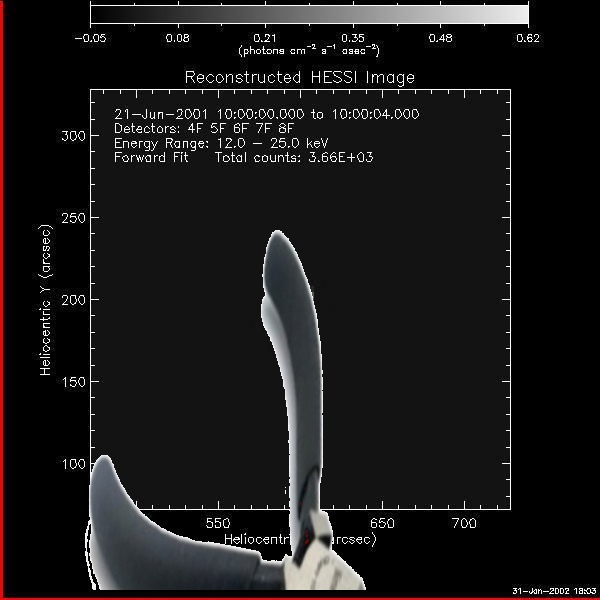 -0.05 0.08 0.21 0.35 0.48 0.62
(photons cm⁻² s⁻¹ asec⁻²)
Reconstructed HESSI Image
21-Jun-2001 10:00:00.000 to 10:00:04.000
Detectors: 4F 5F 6F 7F 8F
Energy Range: 12.0 - 25.0 keV
Forward Fit Total counts: 3.66E+03
Heliocentric Y (arcsec)
300
250
200
150
100
550 650 700
31-Jan-2002 18:03